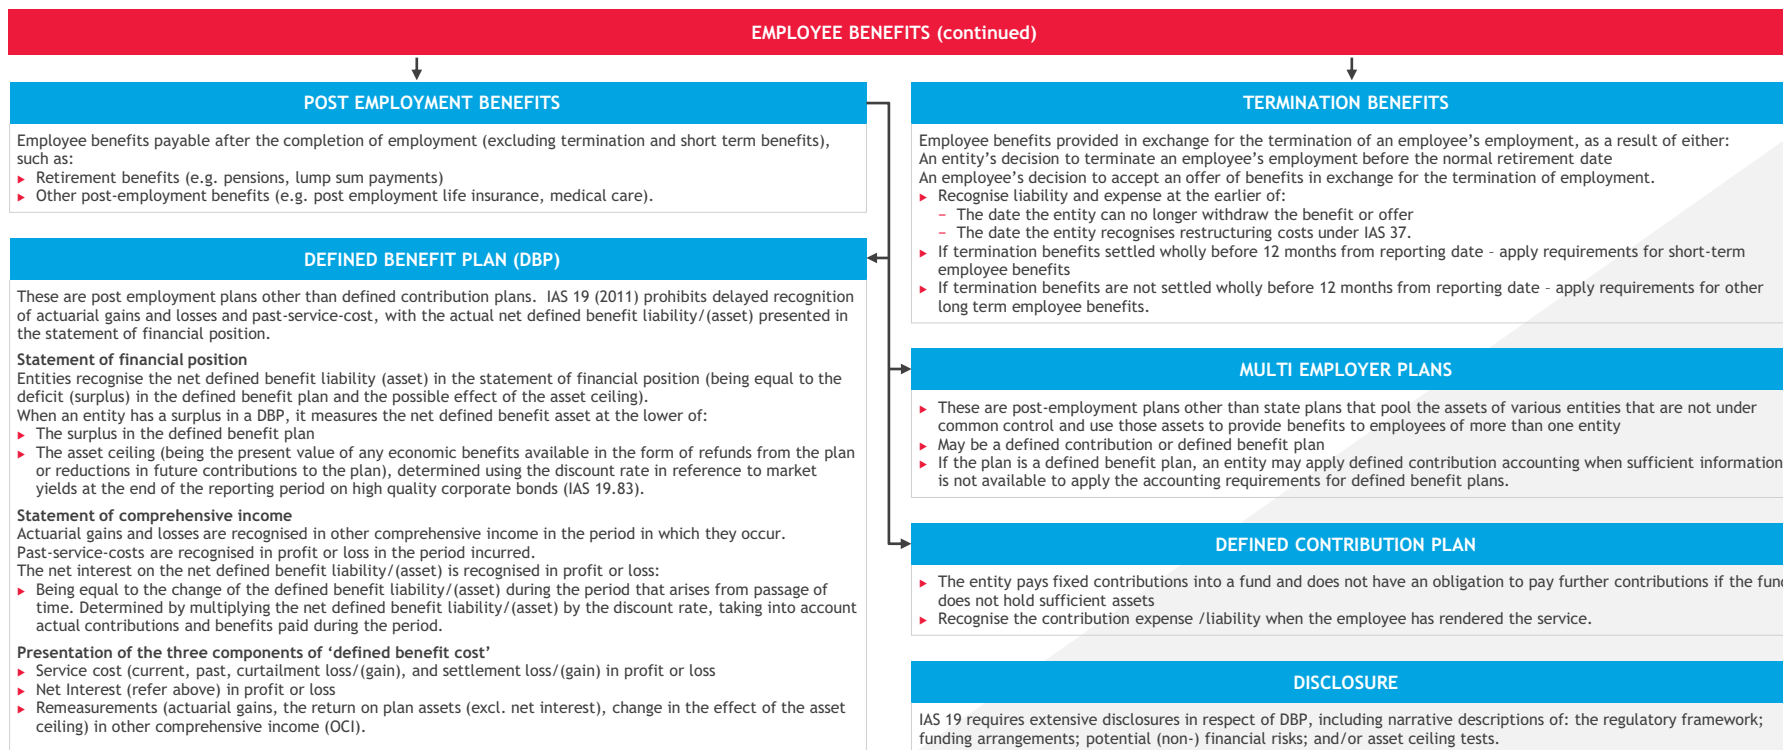 EMPLOYEE BENEFITS (continued)
POST EMPLOYMENT BENEFITS
Employee benefits payable after the completion of employment (excluding termination and short term benefits),
such as:
► Retirement benefits (e.g. pensions, lump sum payments)
► Other post-employment benefits (e.g. post employment life insurance, medical care).
DEFINED BENEFIT PLAN (DBP)
These are post employment plans other than defined contribution plans. IAS 19 (2011) prohibits delayed recognition
of actuarial gains and losses and past-service-cost, with the actual net defined benefit liability/(asset) presented in
the statement of financial position.
Statement of financial position
Entities recognise the net defined benefit liability (asset) in the statement of financial position (being equal to the
deficit (surplus) in the defined benefit plan and the possible effect of the asset ceiling).
When an entity has a surplus in a DBP, it measures the net defined benefit asset at the lower of:
► The surplus in the defined benefit plan
► The asset ceiling (being the present value of any economic benefits available in the form of refunds from the plan
or reductions in future contributions to the plan), determined using the discount rate in reference to market
yields at the end of the reporting period on high quality corporate bonds (IAS 19.83).
Statement of comprehensive income
Actuarial gains and losses are recognised in other comprehensive income in the period in which they occur.
Past-service-costs are recognised in profit or loss in the period incurred.
The net interest on the net defined benefit liability/(asset) is recognised in profit or loss:
► Being equal to the change of the defined benefit liability/(asset) during the period that arises from passage of
time. Determined by multiplying the net defined benefit liability/(asset) by the discount rate, taking into account
actual contributions and benefits paid during the period.
Presentation of the three components of ‘defined benefit cost’
► Service cost (current, past, curtailment loss/(gain), and settlement loss/(gain) in profit or loss
► Net Interest (refer above) in profit or loss
► Remeasurements (actuarial gains, the return on plan assets (excl. net interest), change in the effect of the asset
ceiling) in other comprehensive income (OCI).
TERMINATION BENEFITS
Employee benefits provided in exchange for the termination of an employee’s employment, as a result of either:
An entity’s decision to terminate an employee’s employment before the normal retirement date
An employee’s decision to accept an offer of benefits in exchange for the termination of employment.
► Recognise liability and expense at the earlier of:
– The date the entity can no longer withdraw the benefit or offer
– The date the entity recognises restructuring costs under IAS 37.
► If termination benefits settled wholly before 12 months from reporting date – apply requirements for short-term
employee benefits
► If termination benefits are not settled wholly before 12 months from reporting date – apply requirements for other
long term employee benefits.
MULTI EMPLOYER PLANS
► These are post-employment plans other than state plans that pool the assets of various entities that are not under
common control and use those assets to provide benefits to employees of more than one entity
► May be a defined contribution or defined benefit plan
► If the plan is a defined benefit plan, an entity may apply defined contribution accounting when sufficient information
is not available to apply the accounting requirements for defined benefit plans.
DEFINED CONTRIBUTION PLAN
► The entity pays fixed contributions into a fund and does not have an obligation to pay further contributions if the fund
does not hold sufficient assets
► Recognise the contribution expense /liability when the employee has rendered the service.
DISCLOSURE
IAS 19 requires extensive disclosures in respect of DBP, including narrative descriptions of: the regulatory framework;
funding arrangements; potential (non-) financial risks; and/or asset ceiling tests.